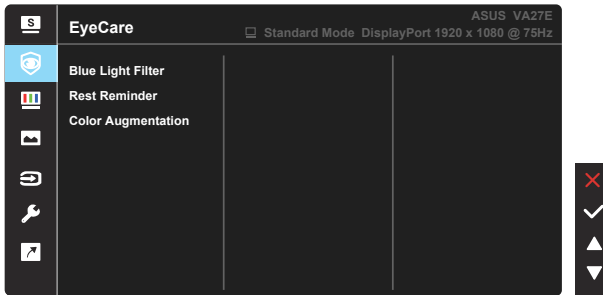 S
EyeCare
ASUS VA27E
Standard Mode DisplayPort 1920 x 1080 @ 75Hz
Blue Light Filter
Rest Reminder
Color Augmentation